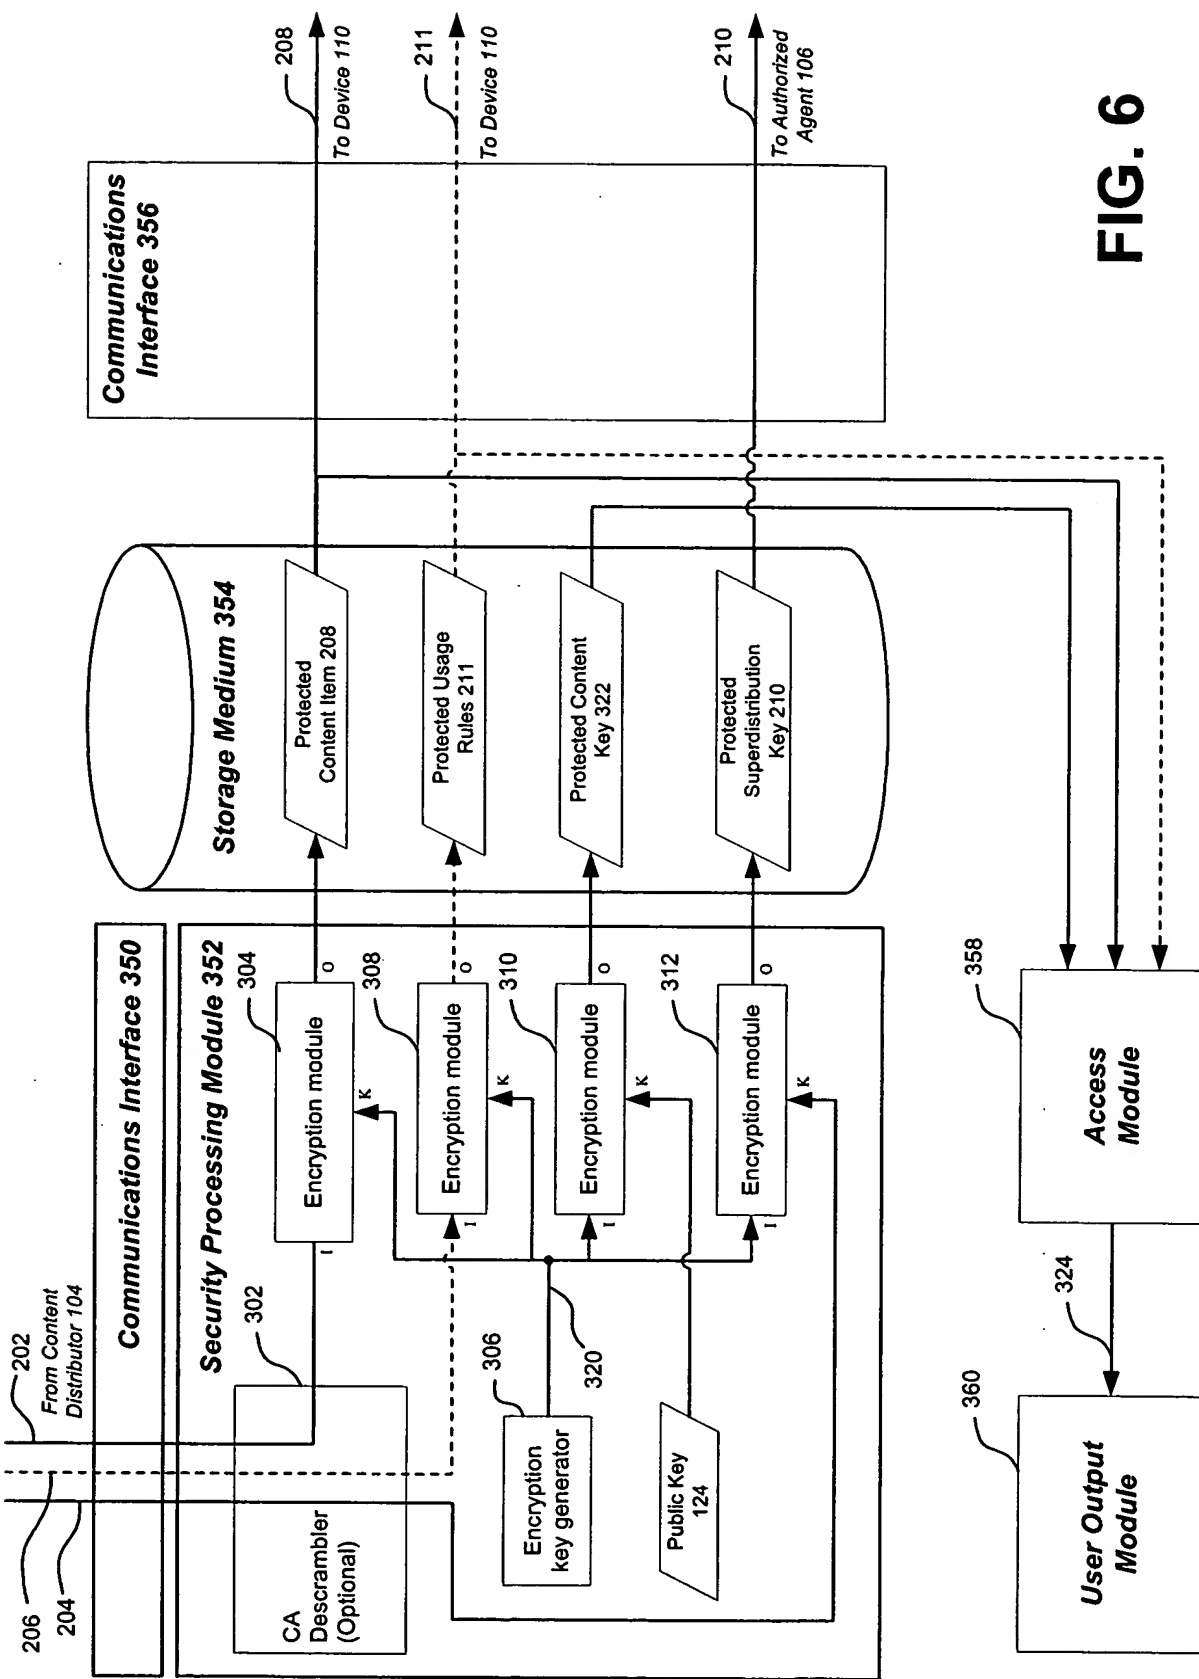 202
From Content
Distributor 104
206
204
Communications Interface 350
Security Processing Module 352
CA
Descrambler
(Optional)
302
304
Encryption module
I
O
K
308
Encryption module
I
O
K
310
Encryption module
I
O
K
312
Encryption module
I
O
K
306
Encryption
key generator
320
Public Key
124
Storage Medium 354
Protected
Content Item 208
Protected Usage
Rules 211
Protected Content
Key 322
Protected
Superdistribution
Key 210
Communications
Interface 356
208
To Device 110
211
To Device 110
210
To Authorized
Agent 106
358
Access
Module
324
360
User Output
Module
FIG. 6